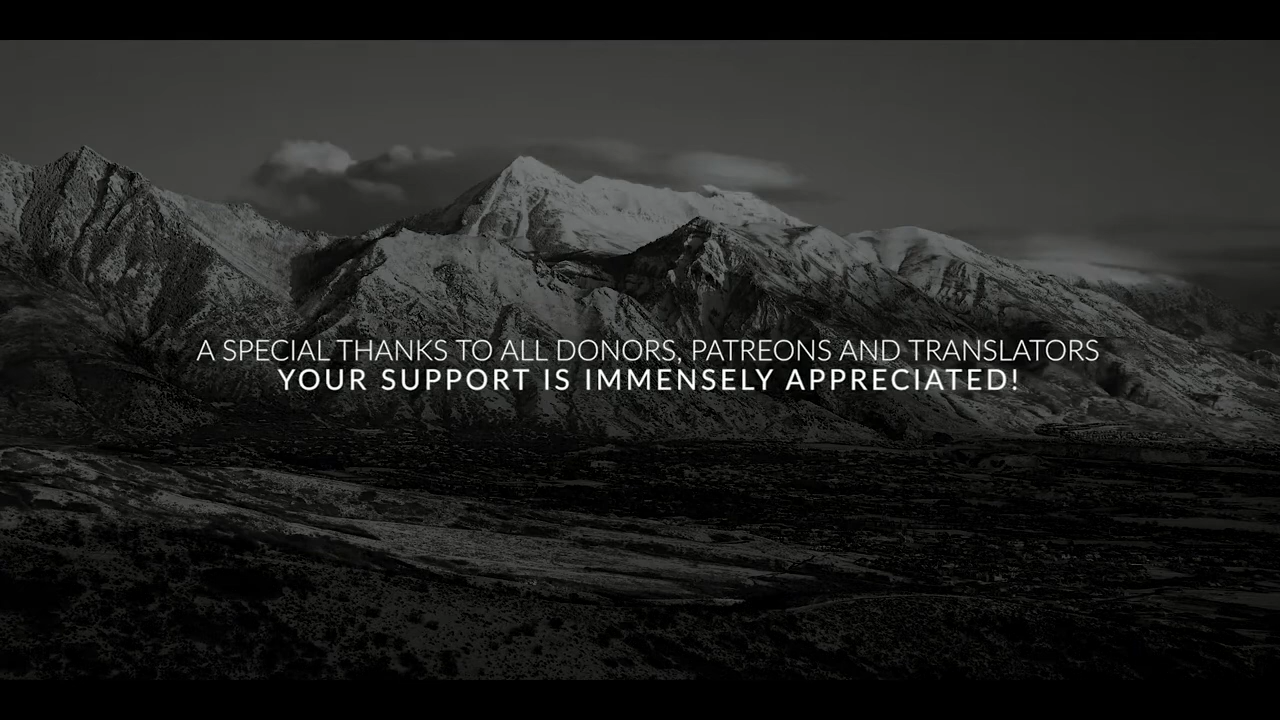 A SPECIAL THANKS TO ALL DONORS, PATREONS AND TRANSLATORS
YOUR SUPPORT IS IMMENSELY APPRECIATED!